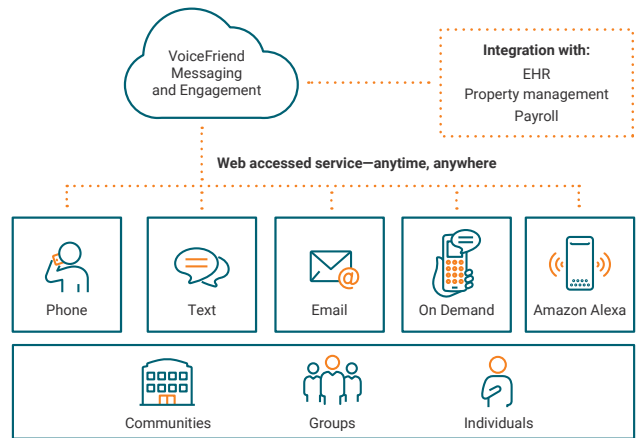 VoiceFriend
Messaging
and Engagement
Integration with:
EHR
Property management
Payroll
Web accessed service—anytime, anywhere
Phone
Text
@
Email
On Demand
Amazon Alexa
Communities
Groups
Individuals